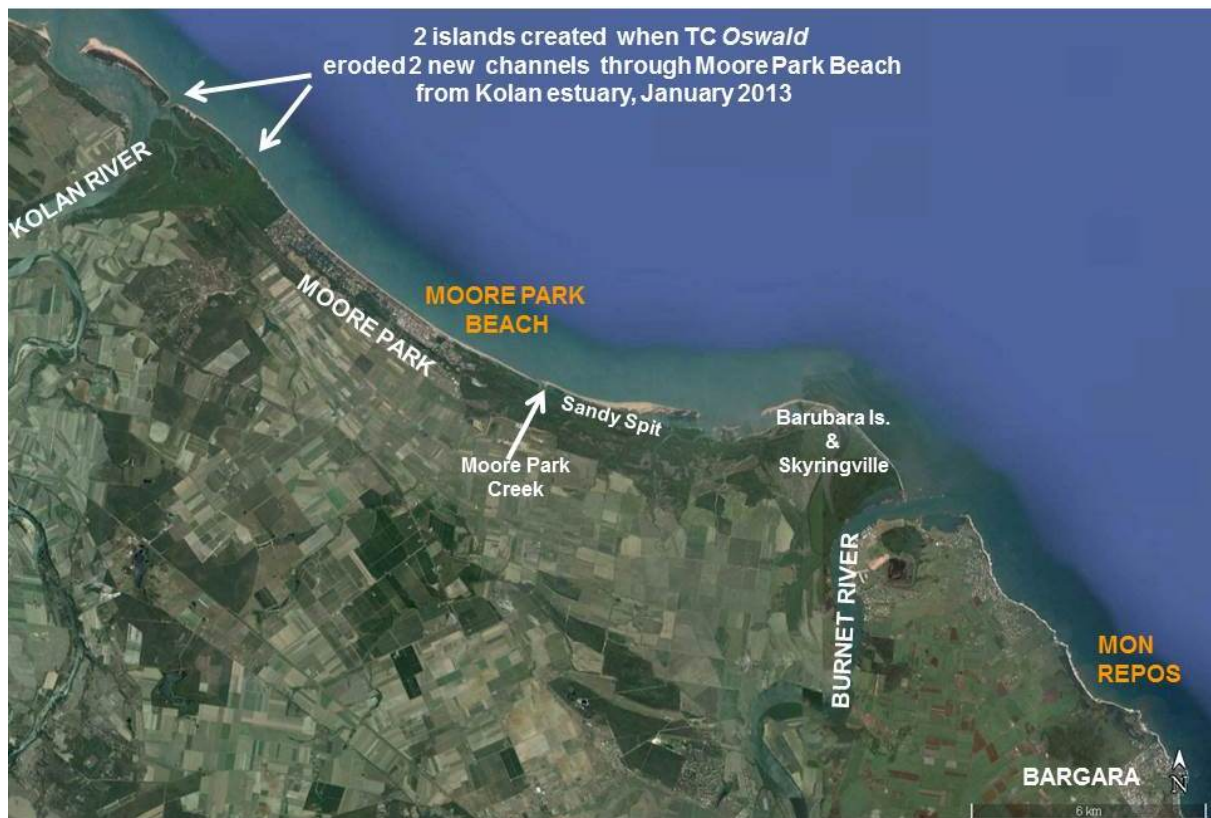 2 islands created when TC Oswald
eroded 2 new channels through Moore Park Beach
from Kolan estuary, January 2013
KOLAN RIVER
MOORE PARK
MOORE PARK
BEACH
Sandy Spit
Moore Park
Creek
Barubara Is.
&
Skyringville
BURNET RIVER
MON
REPOS
BARGARA
N
6 km